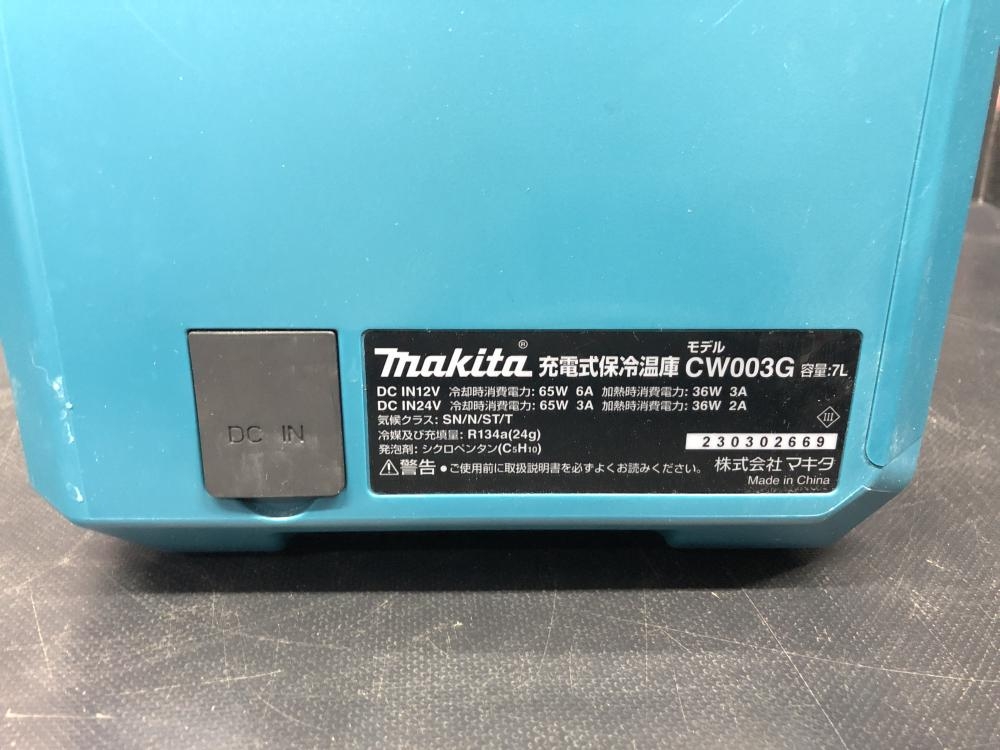 DC IN
makita® 充電式保冷温庫 モデル CW003G 容量:7L
DC IN12V 冷却時消費電力: 65W 6A 加熱時消費電力: 36W 3A
DC IN24V 冷却時消費電力: 65W 3A 加熱時消費電力: 36W 2A
気候クラス: SN/N/ST/T
冷媒及び充填量: R134a(24g)
発泡剤: シクロペンタン(C₅H₁₀)
III
230302669
⚠警告 ●ご使用前に取扱説明書を必ずよくお読みください。
株式会社 マキタ
Made in China